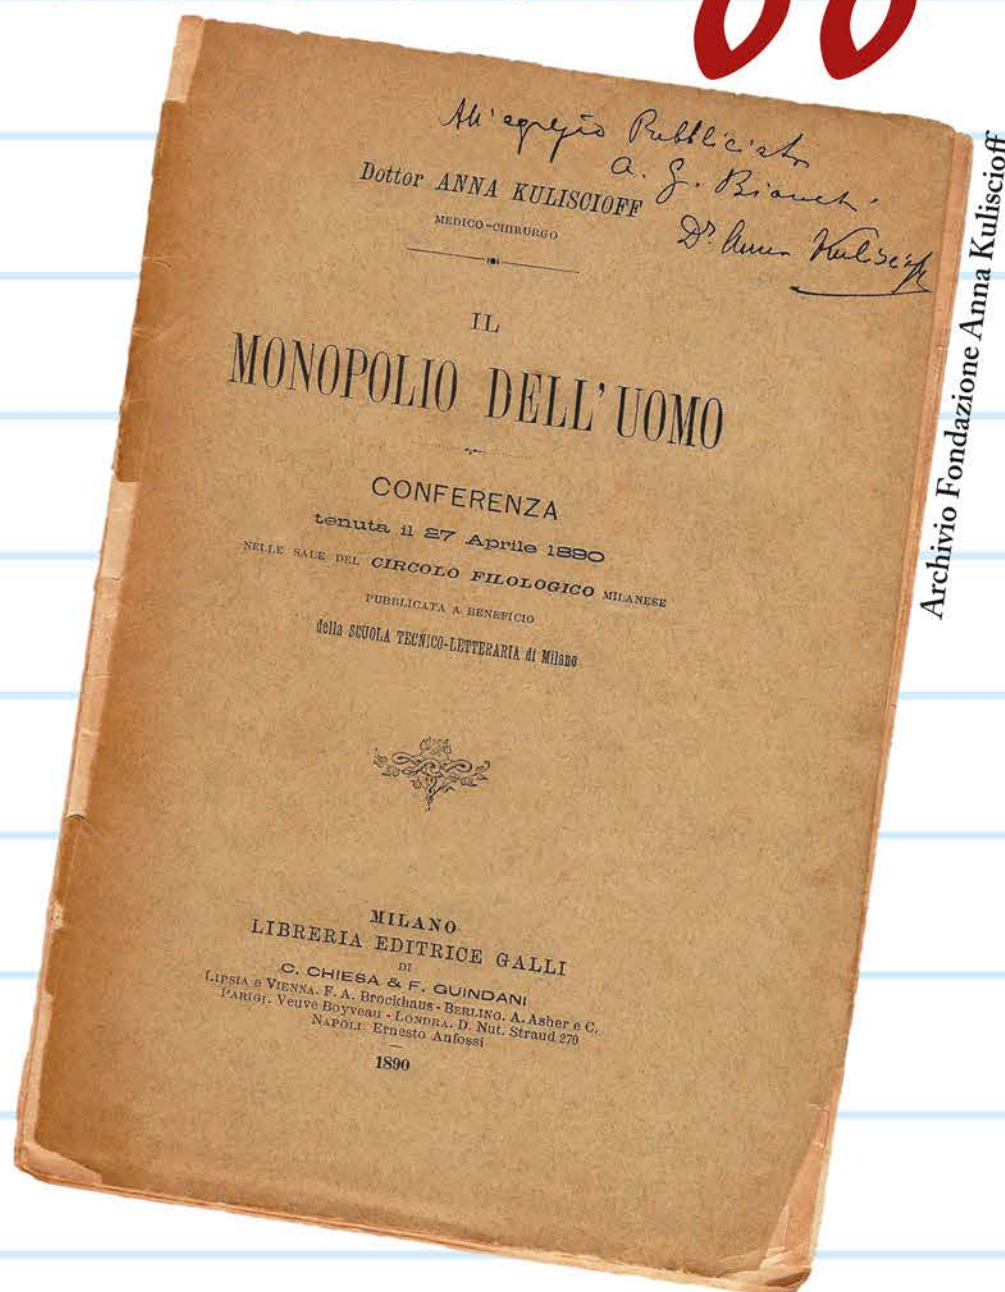 All' egregio Pubblicista
A. G. Bianchi
Dr Anna Kuliscioff
Dottor ANNA KULISCIOFF
MEDICO-CHIRURGO
IL
MONOPOLIO DELL'UOMO
CONFERENZA
tenuta il 27 Aprile 1890
NELLE SALE DEL CIRCOLO FILOLOGICO MILANESE
PUBBLICATA A BENEFICIO
della SCUOLA TECNICO-LETTERARIA di Milano
MILANO
LIBRERIA EDITRICE GALLI
DI
C. CHIESA & F. GUINDANI
LIPSIA e VIENNA. F. A. Brockhaus - BERLINO. A. Asher e C.
PARIGI. Veuve Boyveau - LONDRA. D. Nut. Straud 270
NAPOLI. Ernesto Anfossi
1890
Archivio Fondazione Anna Kuliscioff